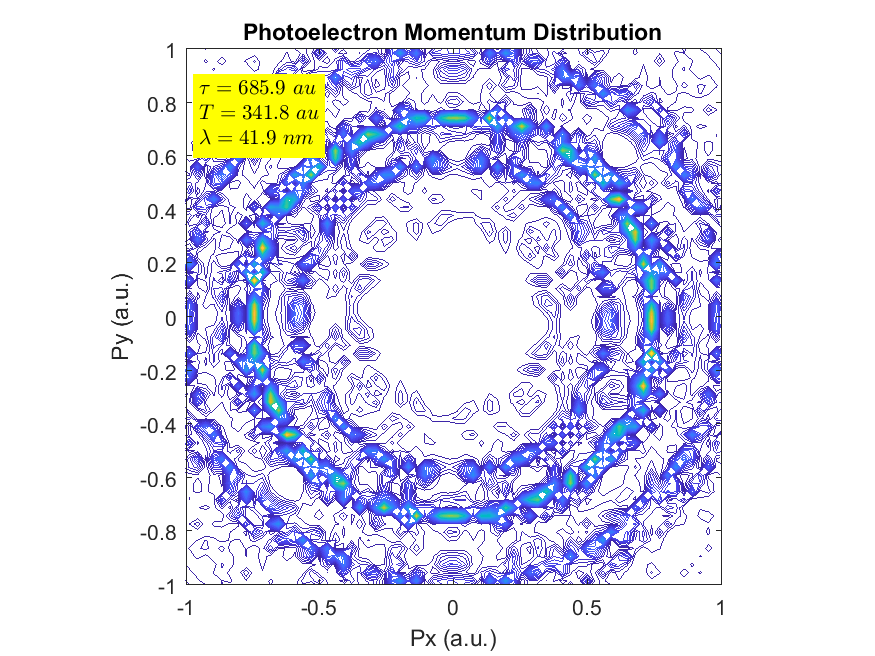 Photoelectron Momentum Distribution
1
0.8
0.6
0.4
0.2
0
-0.2
-0.4
-0.6
-0.8
-1
τ = 685.9 au
T = 341.8 au
λ = 41.9 nm
Py (a.u.)
-1
-0.5
0
0.5
1
Px (a.u.)